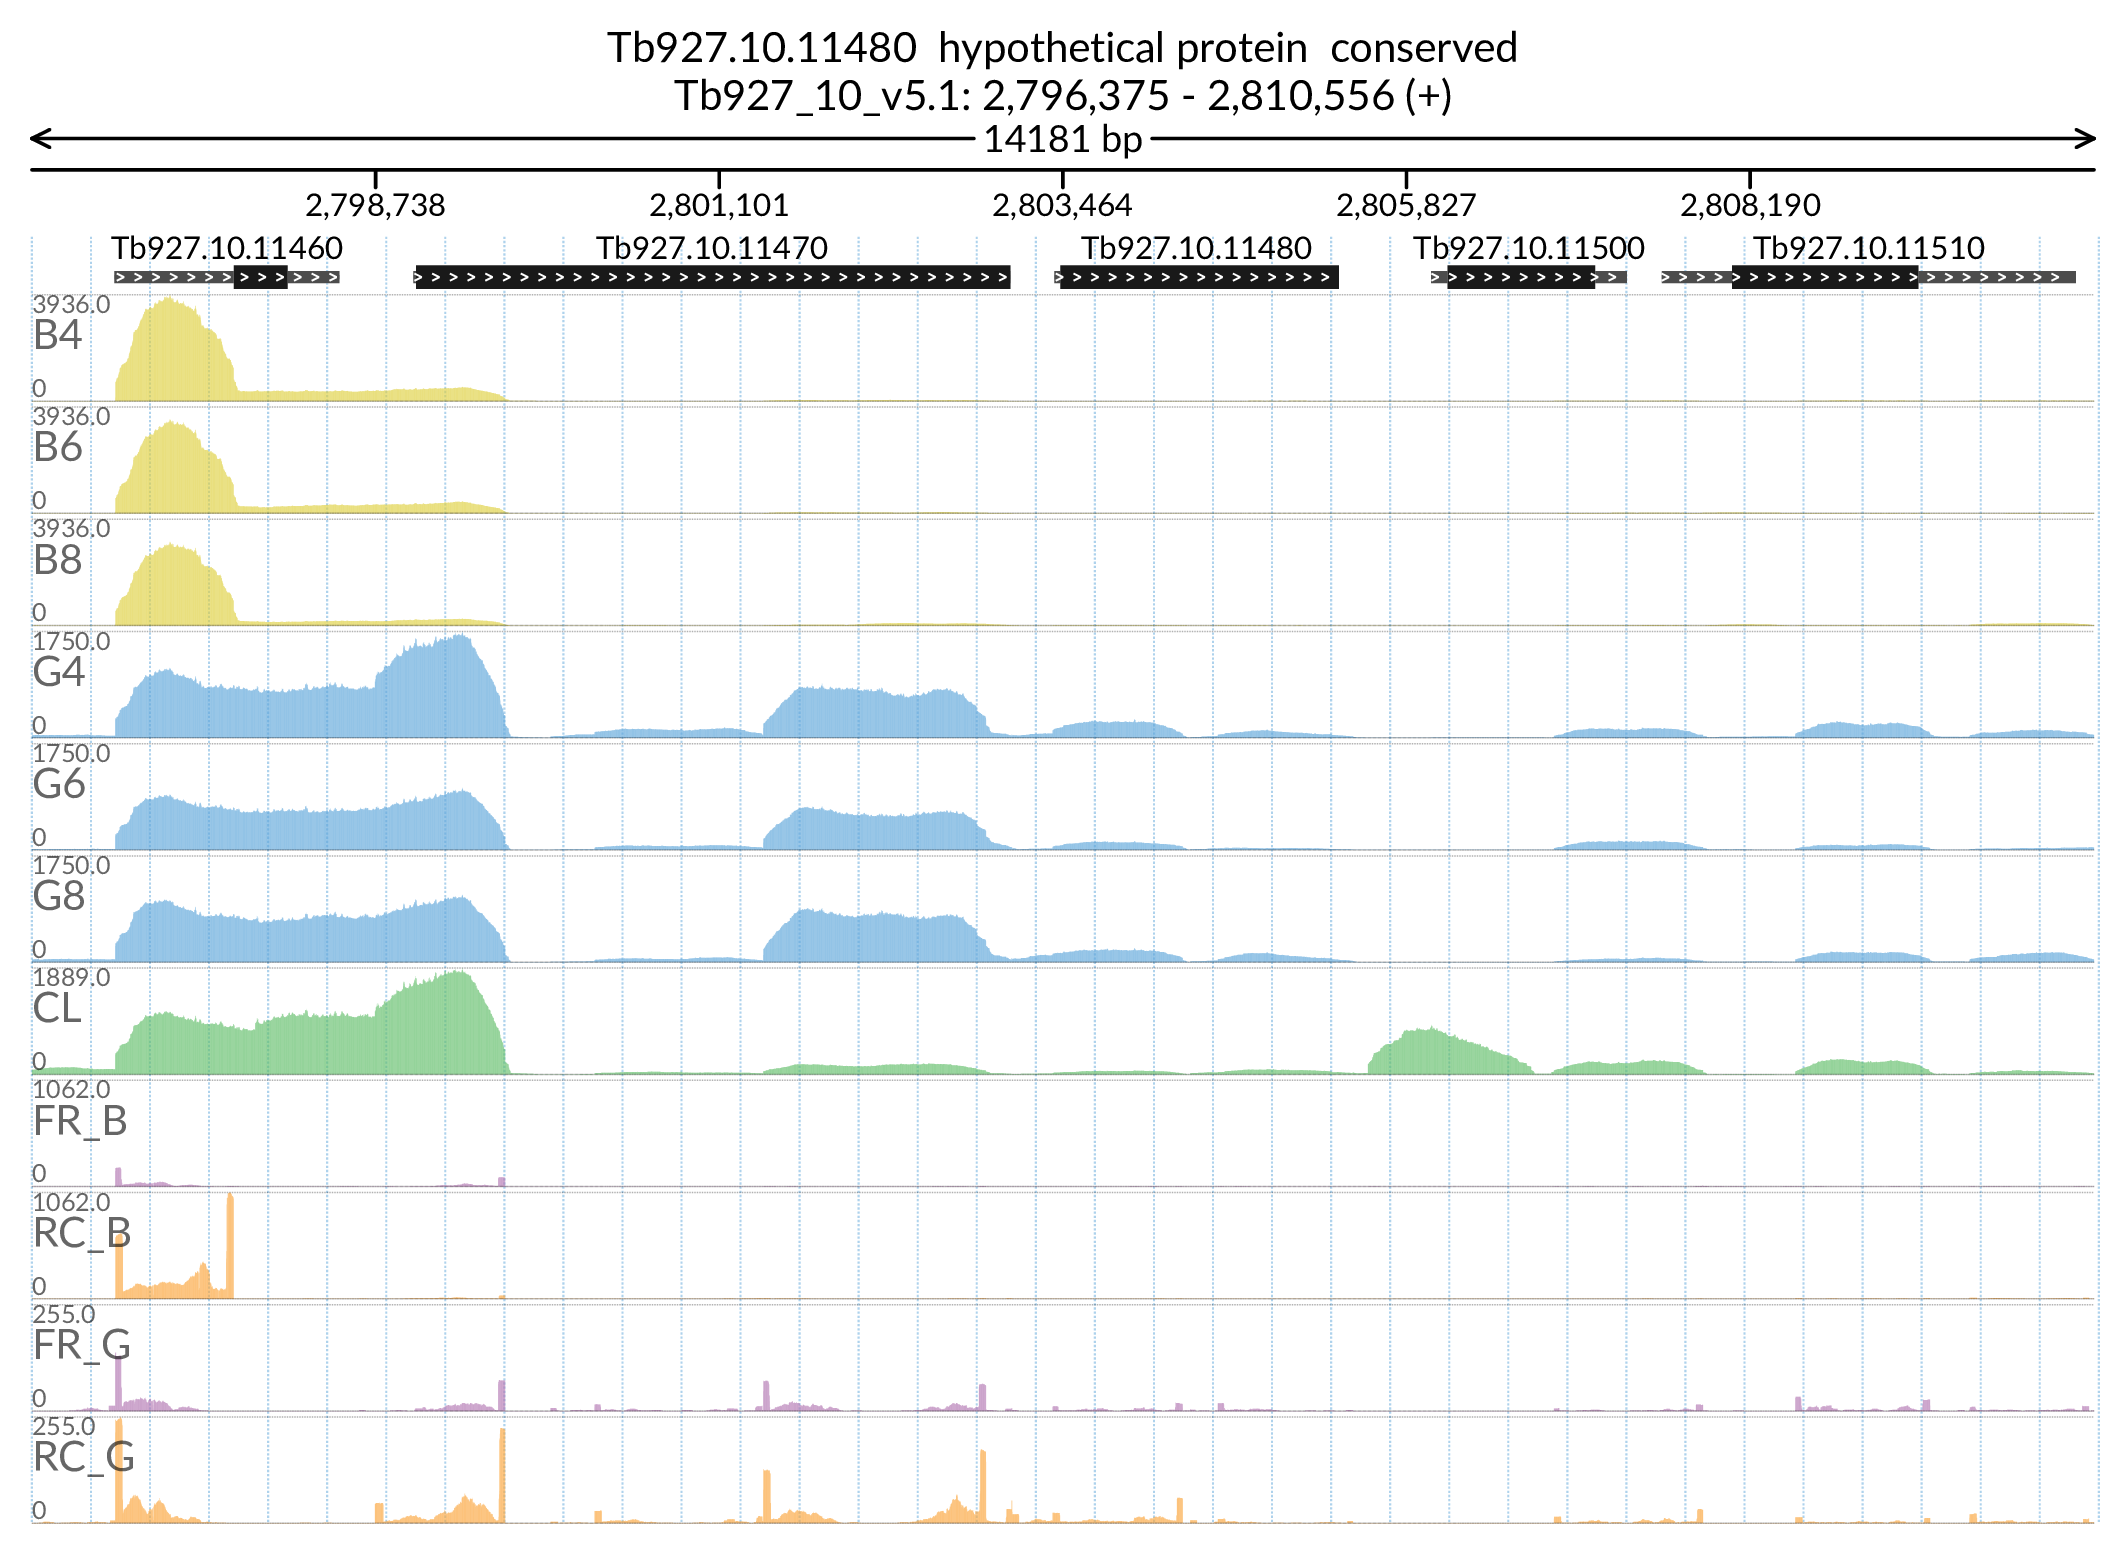 Tb927.10.11480 hypothetical protein conserved
Tb927_10_v5.1: 2,796,375 - 2,810,556 (+)
14181 bp
2,798,738 2,801,101 2,803,464 2,805,827 2,808,190
Tb927.10.11460 Tb927.10.11470 Tb927.10.11480 Tb927.10.11500 Tb927.10.11510
3936.0
B4
0
3936.0
B6
0
3936.0
B8
0
1750.0
G4
0
1750.0
G6
0
1750.0
G8
0
1889.0
CL
0
1062.0
FR_B
0
1062.0
RC_B
0
255.0
FR_G
0
255.0
RC_G
0